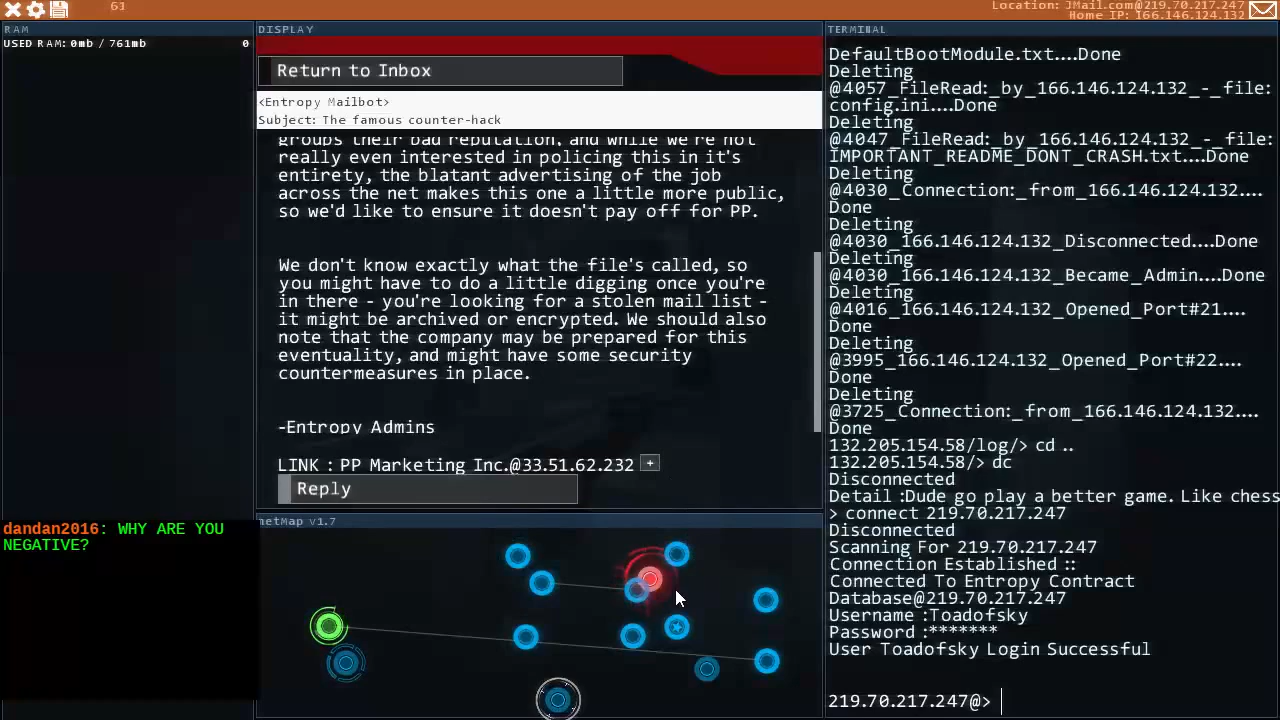 61
Location: JMail.com@219.70.217.247
Home IP: 166.146.124.132
RAM
USED RAM: 0mb / 761mb 0
DISPLAY
Return to Inbox
<Entropy Mailbot>
Subject: The famous counter-hack
groups their bad reputation, and while we're not
really even interested in policing this in it's
entirety, the blatant advertising of the job
across the net makes this one a little more public,
so we'd like to ensure it doesn't pay off for PP.
We don't know exactly what the file's called, so
you might have to do a little digging once you're
in there - you're looking for a stolen mail list -
it might be archived or encrypted. We should also
note that the company may be prepared for this
eventuality, and might have some security
countermeasures in place.
-Entropy Admins
LINK : PP Marketing Inc.@33.51.62.232 +
Reply
dandan2016: WHY ARE YOU
NEGATIVE?
netMap v1.7
TERMINAL
DefaultBootModule.txt....Done
Deleting
@4057_FileRead:_by_166.146.124.132_-_file:
config.ini....Done
Deleting
@4047_FileRead:_by_166.146.124.132_-_file:
IMPORTANT_README_DONT_CRASH.txt....Done
Deleting
@4030_Connection:_from_166.146.124.132....
Done
Deleting
@4030_166.146.124.132_Disconnected....Done
Deleting
@4030_166.146.124.132_Became_Admin....Done
Deleting
@4016_166.146.124.132_Opened_Port#21....
Done
Deleting
@3995_166.146.124.132_Opened_Port#22....
Done
Deleting
@3725_Connection:_from_166.146.124.132....
Done
132.205.154.58/log/> cd ..
132.205.154.58/> dc
Disconnected
Detail :Dude go play a better game. Like chess
> connect 219.70.217.247
Disconnected
Scanning For 219.70.217.247
Connection Established ::
Connected To Entropy Contract
Database@219.70.217.247
Username :Toadofsky
Password :*******
User Toadofsky Login Successful
219.70.217.247@>